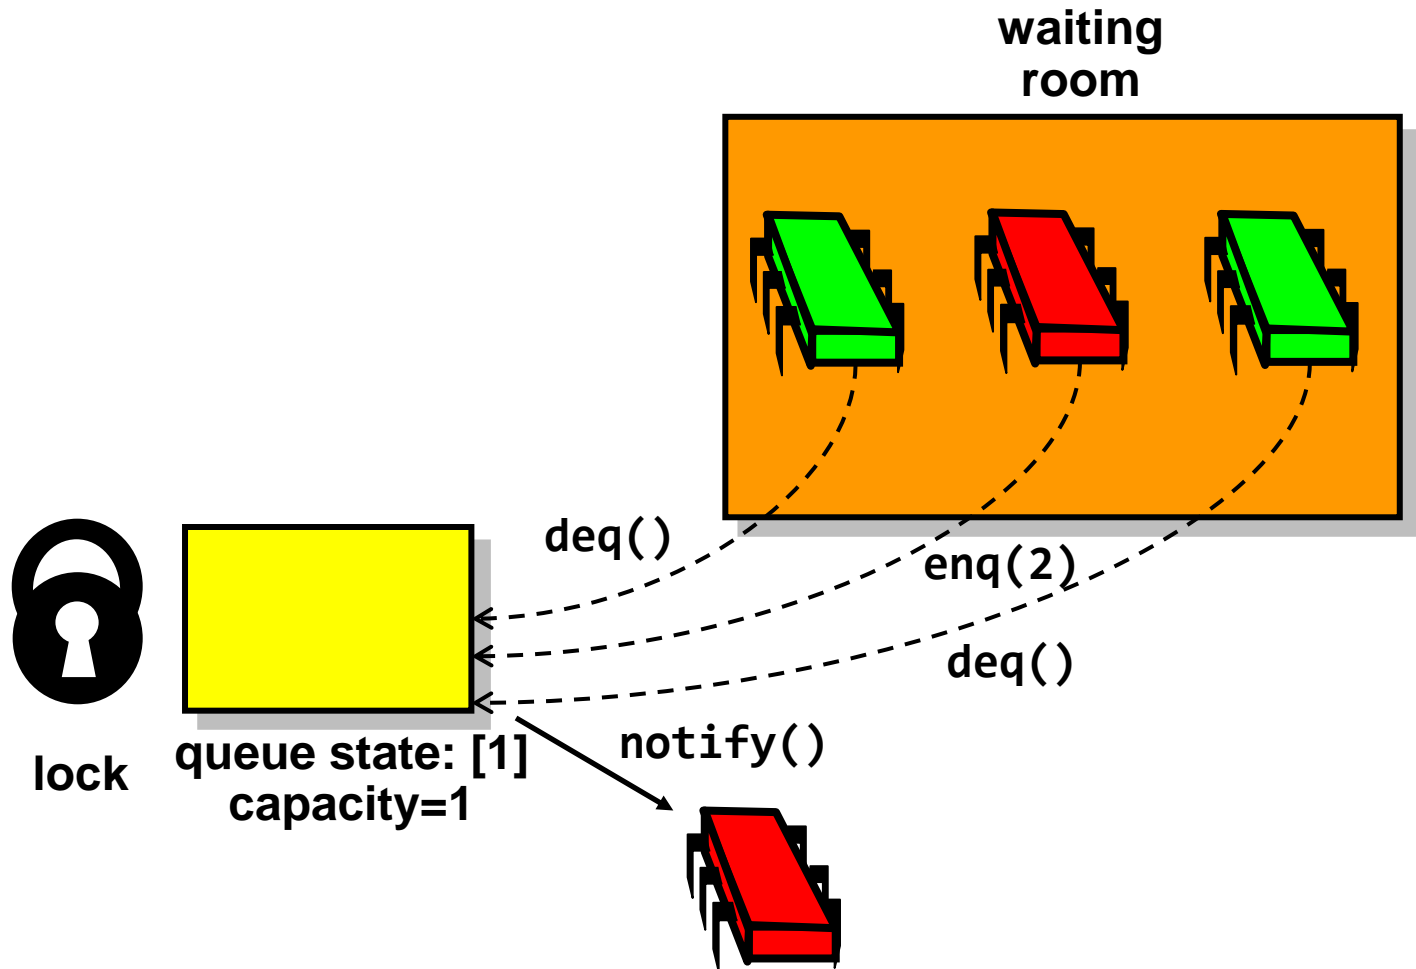 waiting
room
deq()
enq(2)
deq()
notify()
lock
queue state: [1]
capacity=1